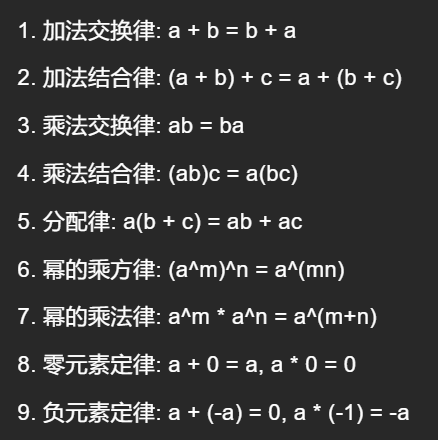 1. 加法交换律: a + b = b + a
2. 加法结合律: (a + b) + c = a + (b + c)
3. 乘法交换律: ab = ba
4. 乘法结合律: (ab)c = a(bc)
5. 分配律: a(b + c) = ab + ac
6. 幂的乘方律: (a^m)^n = a^(mn)
7. 幂的乘法律: a^m * a^n = a^(m+n)
8. 零元素定律: a + 0 = a, a * 0 = 0
9. 负元素定律: a + (-a) = 0, a * (-1) = -a